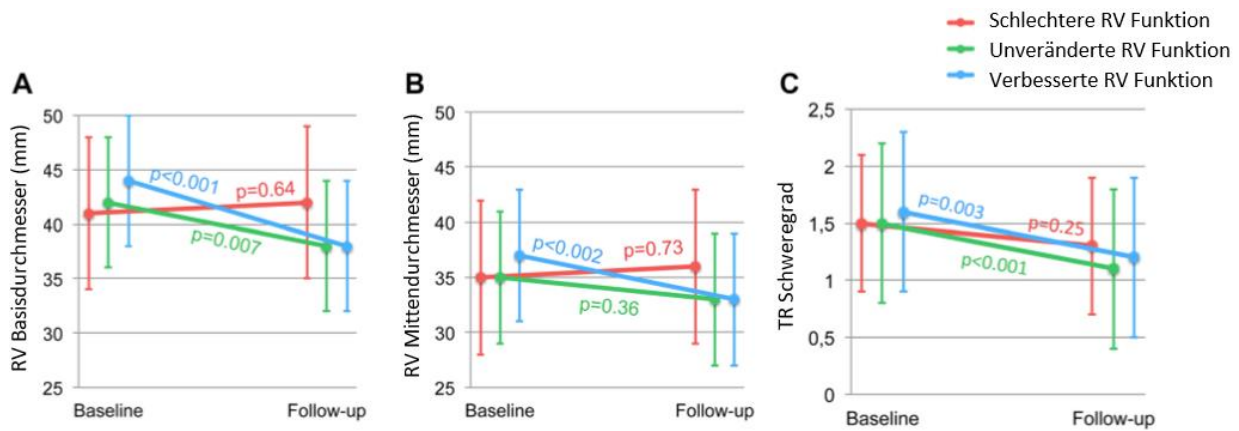 Schlechtere RV Funktion
Unveränderte RV Funktion
Verbesserte RV Funktion
A
RV Basisdurchmesser (mm)
50
45
40
35
30
25
p<0.001
p=0.64
p=0.007
Baseline
Follow-up
B
RV Mittendurchmesser (mm)
50
45
40
35
30
25
p<0.002
p=0.73
p=0.36
Baseline
Follow-up
C
TR Schweregrad
2,5
2
1,5
1
0,5
0
p=0.003
p=0.25
p<0.001
Baseline
Follow-up